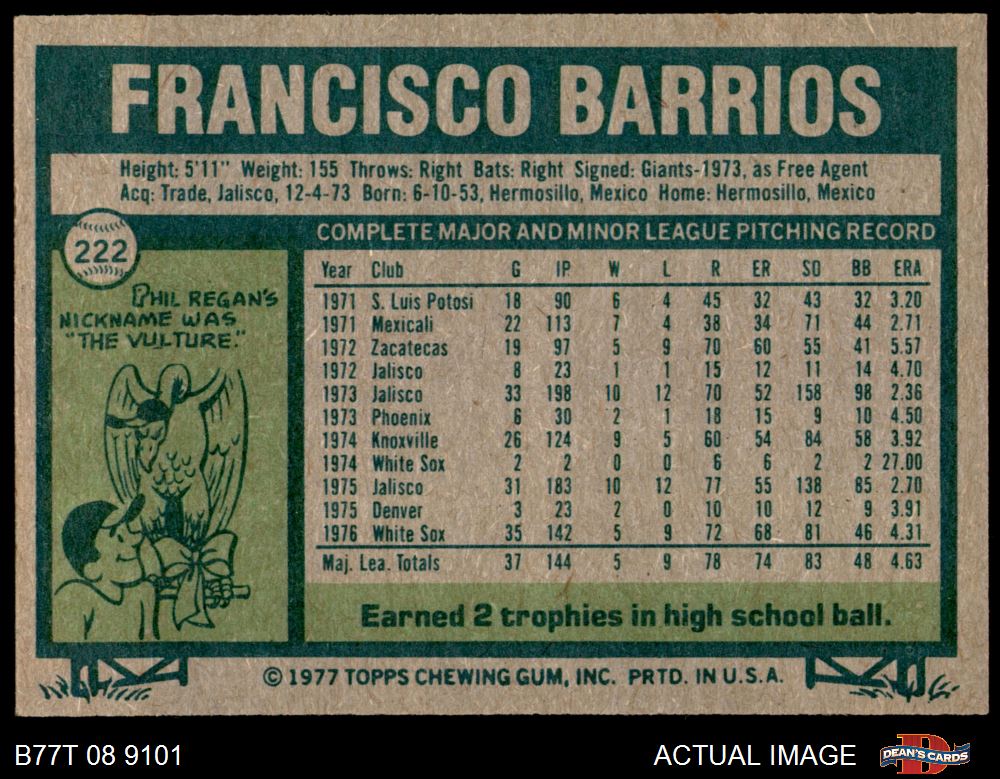 FRANCISCO BARRIOS
Height: 5'11" Weight: 155 Throws: Right Bats: Right Signed: Giants-1973, as Free Agent
Acq: Trade, Jalisco, 12-4-73 Born: 6-10-53, Hermosillo, Mexico Home: Hermosillo, Mexico
222
PHIL REGAN'S
NICKNAME WAS
"THE VULTURE."
COMPLETE MAJOR AND MINOR LEAGUE PITCHING RECORD
Year Club G IP W L R ER SO BB ERA
1971 S. Luis Potosi 18 90 6 4 45 32 43 32 3.20
1971 Mexicali 22 113 7 4 38 34 71 44 2.71
1972 Zacatecas 19 97 5 9 70 60 55 41 5.57
1972 Jalisco 8 23 1 1 15 12 11 14 4.70
1973 Jalisco 33 198 10 12 70 52 158 98 2.36
1973 Phoenix 6 30 2 1 18 15 9 10 4.50
1974 Knoxville 26 124 9 5 60 54 84 58 3.92
1974 White Sox 2 2 0 0 6 6 2 2 27.00
1975 Jalisco 31 183 10 12 77 55 138 85 2.70
1975 Denver 3 23 2 0 10 10 12 9 3.91
1976 White Sox 35 142 5 9 72 68 81 46 4.31
Maj. Lea. Totals 37 144 5 9 78 74 83 48 4.63
Earned 2 trophies in high school ball.
© 1977 TOPPS CHEWING GUM, INC. PRTD. IN U.S.A.
B77T 08 9101
ACTUAL IMAGE
DEAN'S CARDS